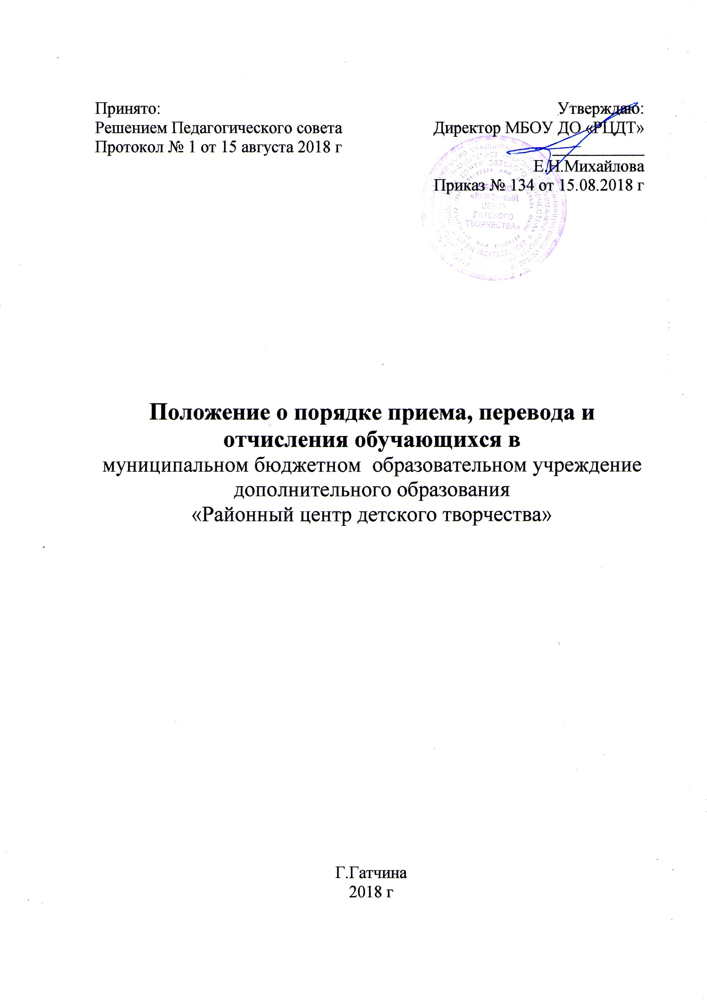 Принято:
Решением Педагогического совета
Протокол № 1 от 15 августа 2018 г
Утверждаю:
Директор МБОУ ДО «РЦДТ»
Е.Н.Михайлова
Приказ № 134 от 15.08.2018 г
«РАЙОННЫЙ
ЦЕНТР
ДЕТСКОГО
ТВОРЧЕСТВА»
Положение о порядке приема, перевода и
отчисления обучающихся в
муниципальном бюджетном  образовательном учреждение
дополнительного образования
«Районный центр детского творчества»
Г.Гатчина
2018 г